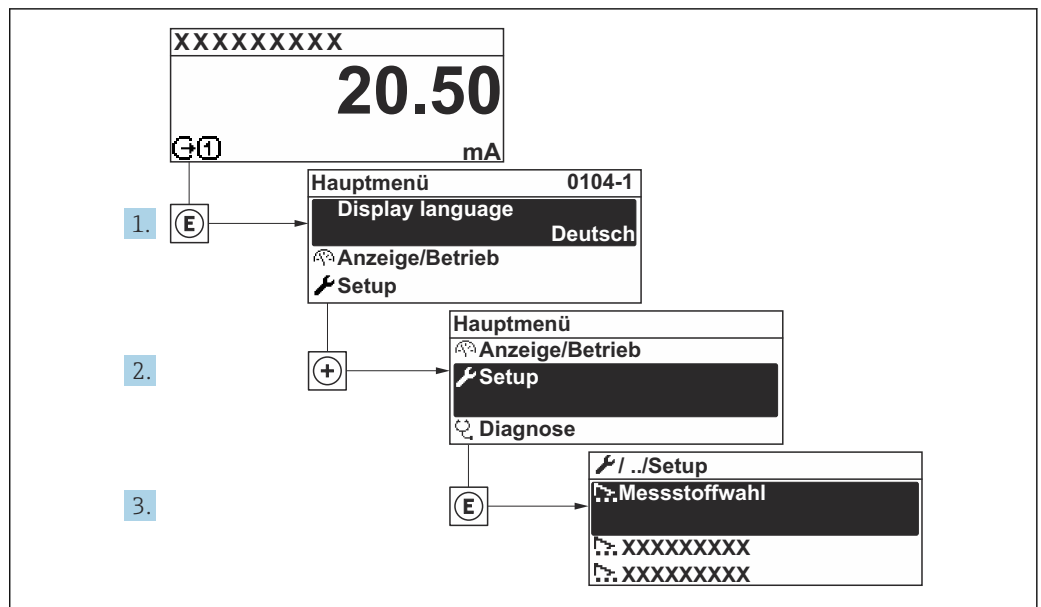 XXXXXXXXX
20.50
1
mA
1.
E
Hauptmenü 0104-1
Display language
Deutsch
Anzeige/Betrieb
Setup
2.
+
Hauptmenü
Anzeige/Betrieb
Setup
Diagnose
3.
E
/ ../Setup
Messstoffwahl
XXXXXXXXX
XXXXXXXXX